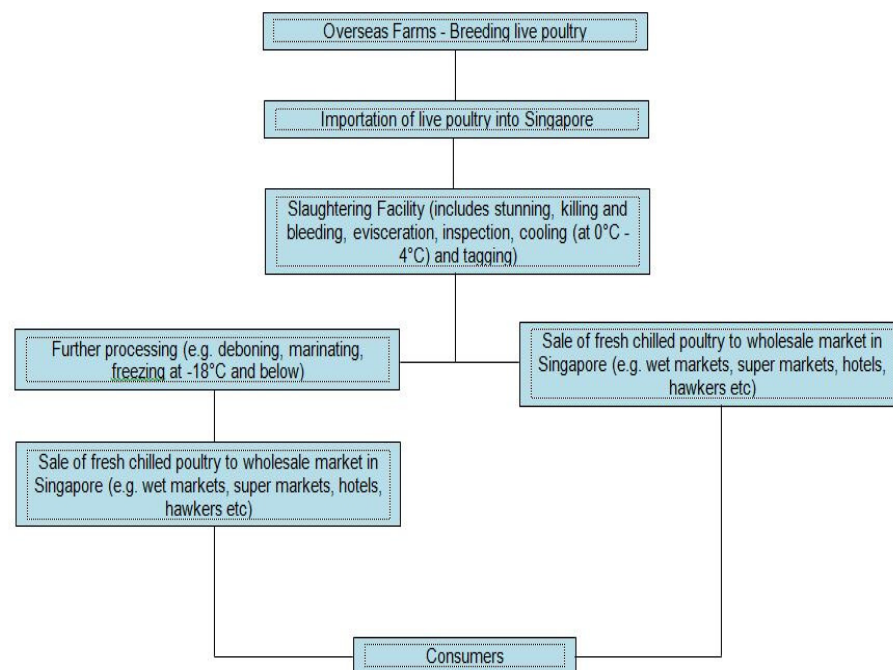 Overseas Farms - Breeding live poultry
Importation of live poultry into Singapore
Slaughtering Facility (includes stunning, killing and
bleeding, evisceration, inspection, cooling (at 0°C -
4°C) and tagging)
Further processing (e.g. deboning, marinating,
freezing at -18°C and below)
Sale of fresh chilled poultry to wholesale market in
Singapore (e.g. wet markets, super markets, hotels,
hawkers etc)
Sale of fresh chilled poultry to wholesale market in
Singapore (e.g. wet markets, super markets, hotels,
hawkers etc)
Consumers